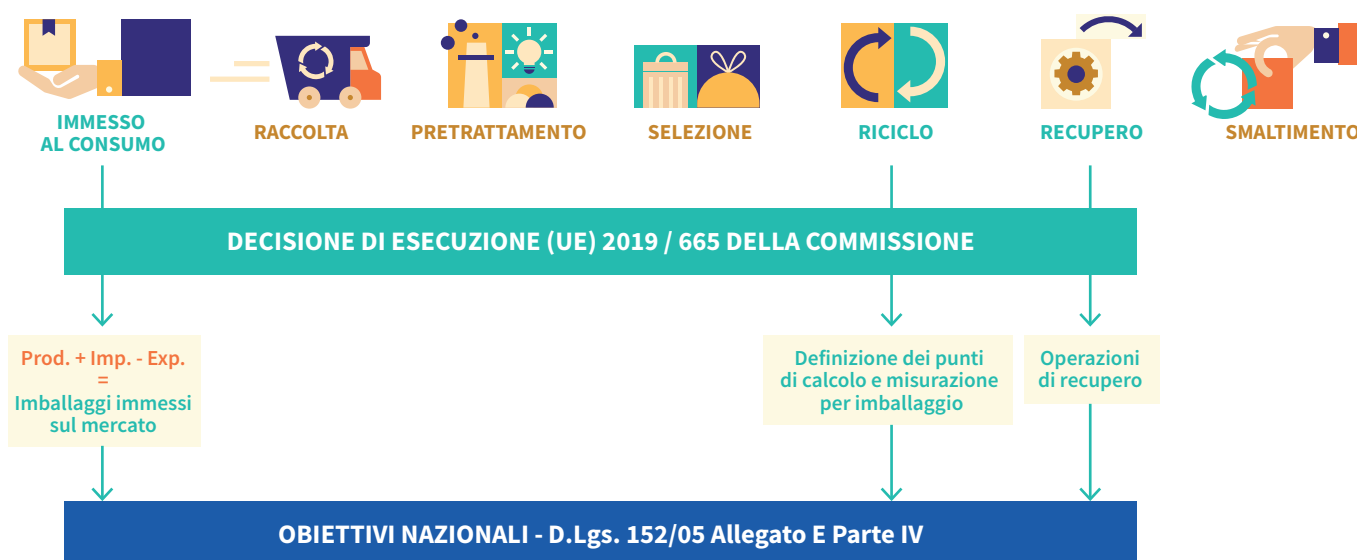 IMMESSO
AL CONSUMO
RACCOLTA
PRETRATTAMENTO
SELEZIONE
RICICLO
RECUPERO
SMALTIMENTO
DECISIONE DI ESECUZIONE (UE) 2019 / 665 DELLA COMMISSIONE
Prod. + Imp. - Exp.
=
Imballaggi immessi
sul mercato
Definizione dei punti
di calcolo e misurazione
per imballaggio
Operazioni
di recupero
OBIETTIVI NAZIONALI - D.Lgs. 152/05 Allegato E Parte IV